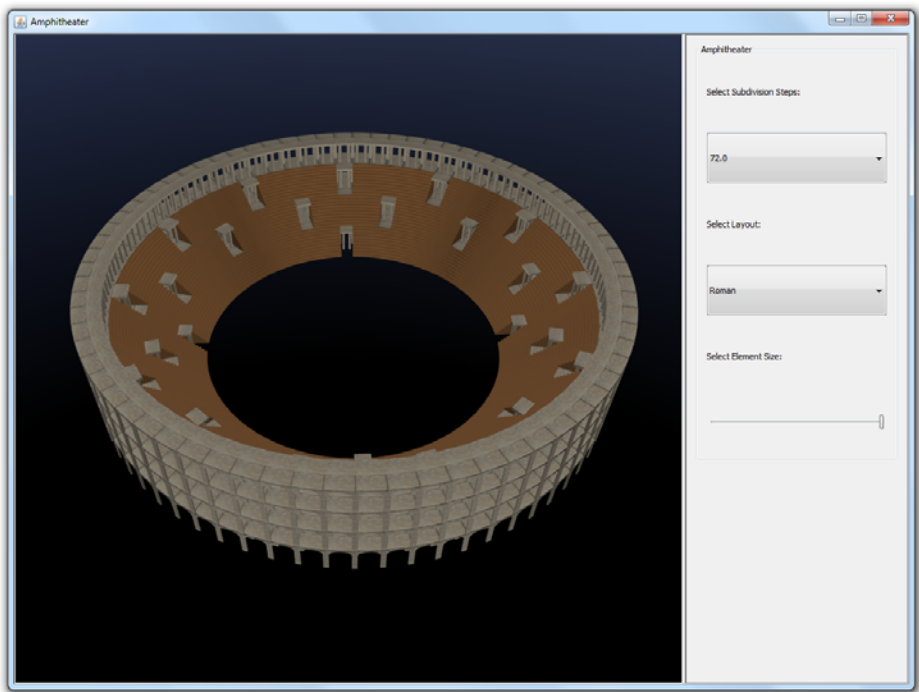 Amphitheater
Amphitheater
Select Subdivision Steps:
72.0
Select Layout:
Roman
Select Element Size: